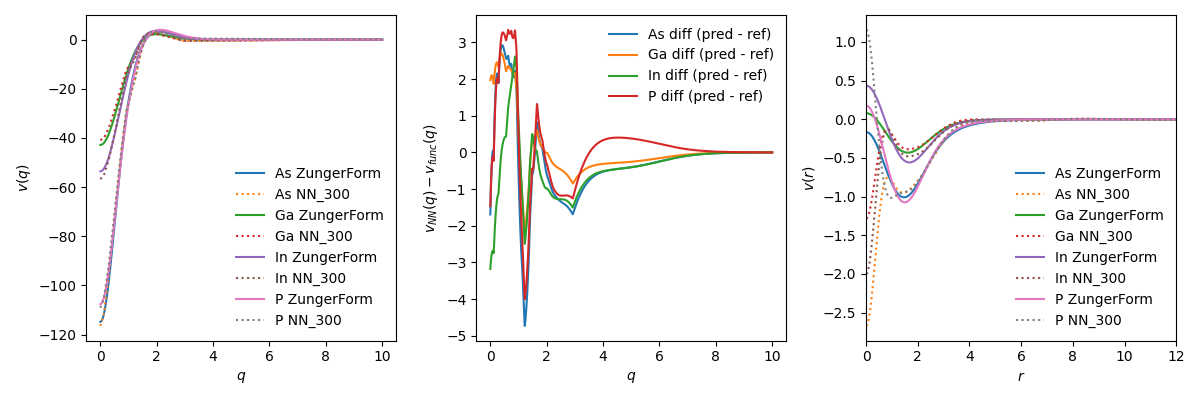 0
−20
−40
−60
−80
−100
−120
0
2
4
6
8
10
q
v(q)
As ZungerForm
As NN_300
Ga ZungerForm
Ga NN_300
In ZungerForm
In NN_300
P ZungerForm
P NN_300
3
2
1
0
−1
−2
−3
−4
−5
0
2
4
6
8
10
q
v_NN(q) − v_func(q)
As diff (pred - ref)
Ga diff (pred - ref)
In diff (pred - ref)
P diff (pred - ref)
1.0
0.5
0.0
−0.5
−1.0
−1.5
−2.0
−2.5
0
2
4
6
8
10
12
r
v(r)
As ZungerForm
As NN_300
Ga ZungerForm
Ga NN_300
In ZungerForm
In NN_300
P ZungerForm
P NN_300